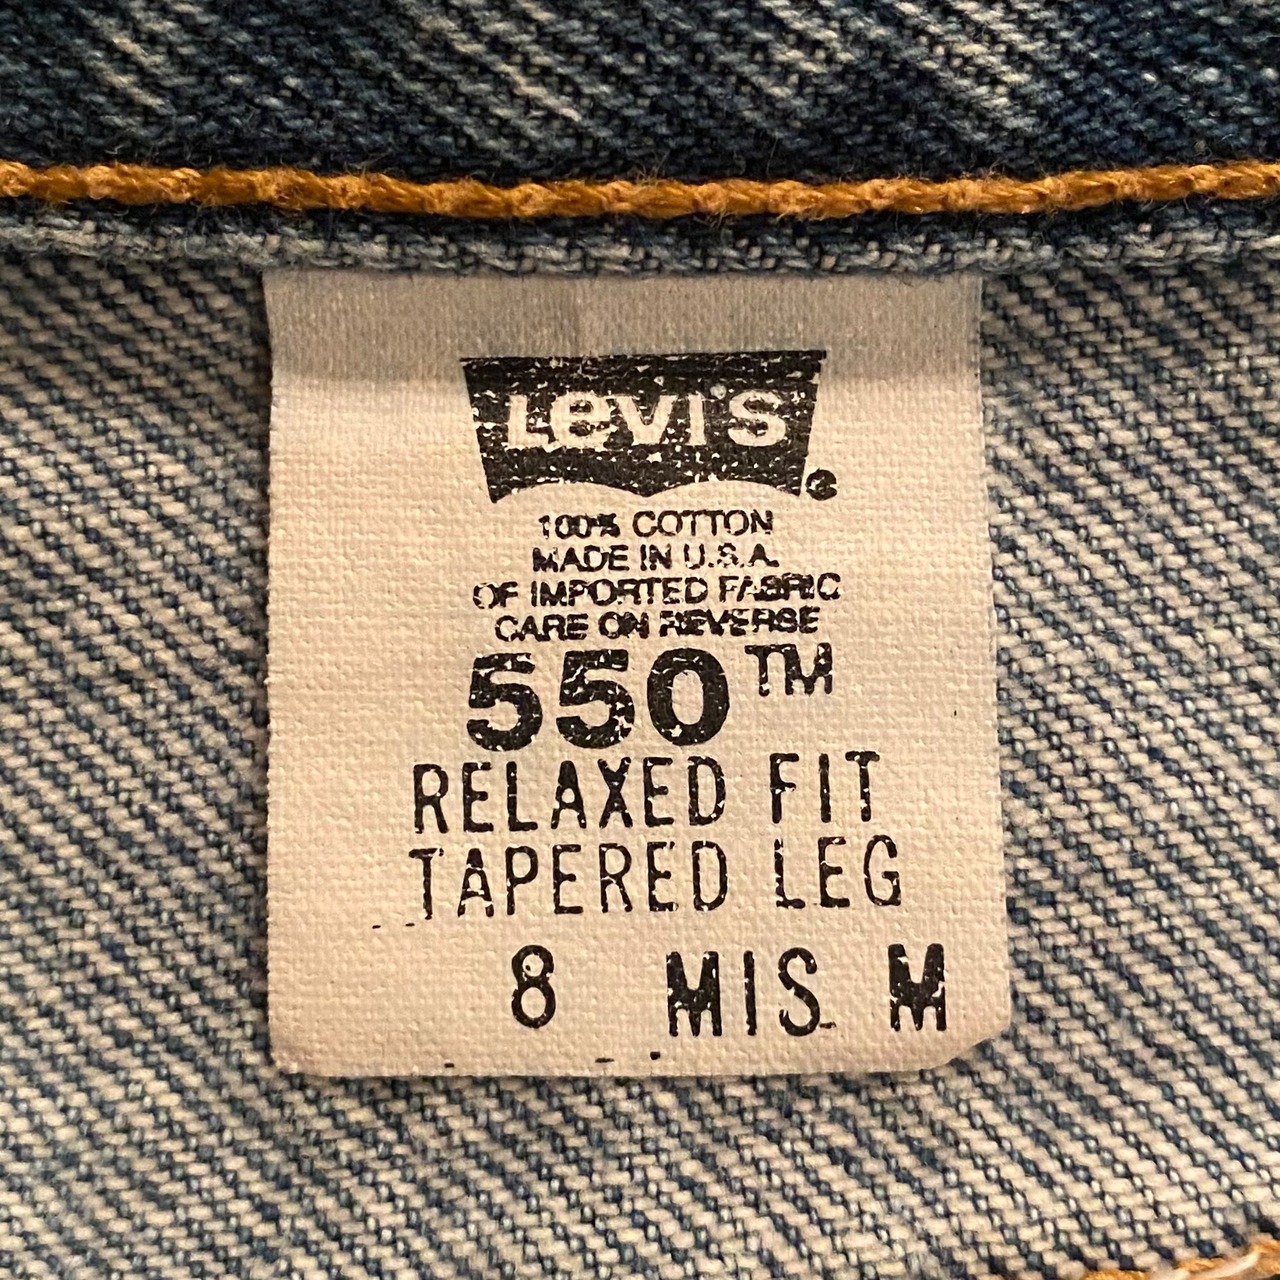 Levi's
100% COTTON
MADE IN U.S.A.
OF IMPORTED FABRIC
CARE ON REVERSE
550™
RELAXED FIT
TAPERED LEG
8 MIS M